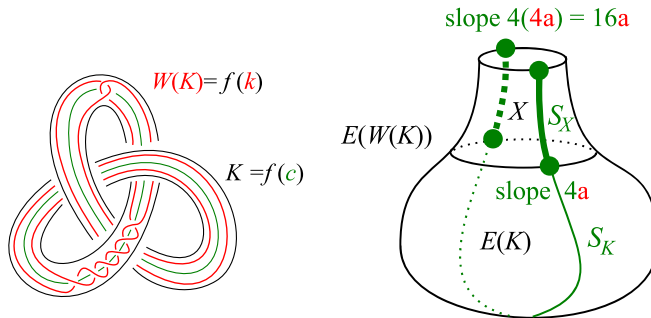 W(K)=f(k)
K =f(c)
slope 4(4a) = 16a
X
S_X
E(W(K))
slope 4a
E(K)
S_K